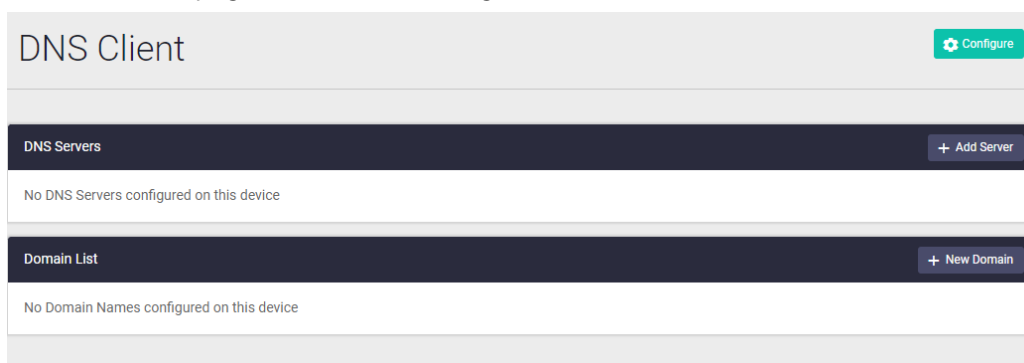 DNS Client
Configure
DNS Servers
+ Add Server
No DNS Servers configured on this device
Domain List
+ New Domain
No Domain Names configured on this device